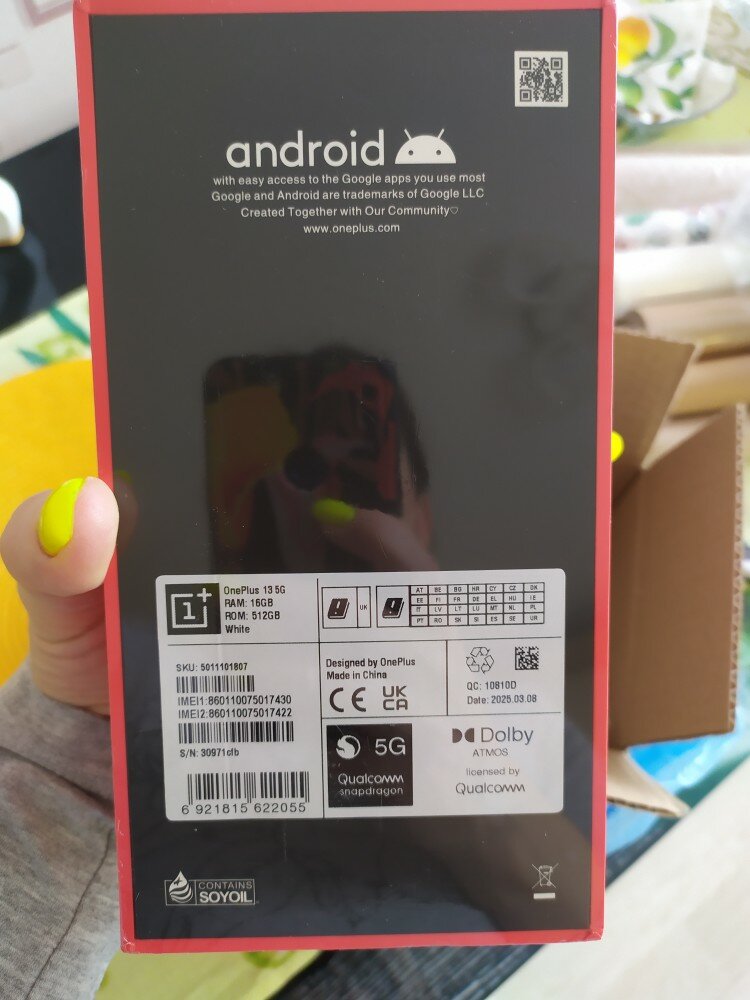 android
with easy access to the Google apps you use most
Google and Android are trademarks of Google LLC
Created Together with Our Community♡
www.oneplus.com
OnePlus 13 5G
RAM: 16GB
ROM: 512GB
White
UK
AT BE BG HR CY CZ DK
EE FI FR DE EL HU IE
IT LV LT LU MT NL PL
PT RO SK SI ES SE UR
SKU: 5011101807
IMEI1:860110075017430
IMEI2:860110075017422
S/N: 30971cfb
6 921815 622055
Designed by OnePlus
Made in China
CE UK CA
QC: 10810D
Date: 2025.03.08
5G
Qualcomm
snapdragon
Dolby
ATMOS
licensed by
Qualcomm
CONTAINS
SOYOIL